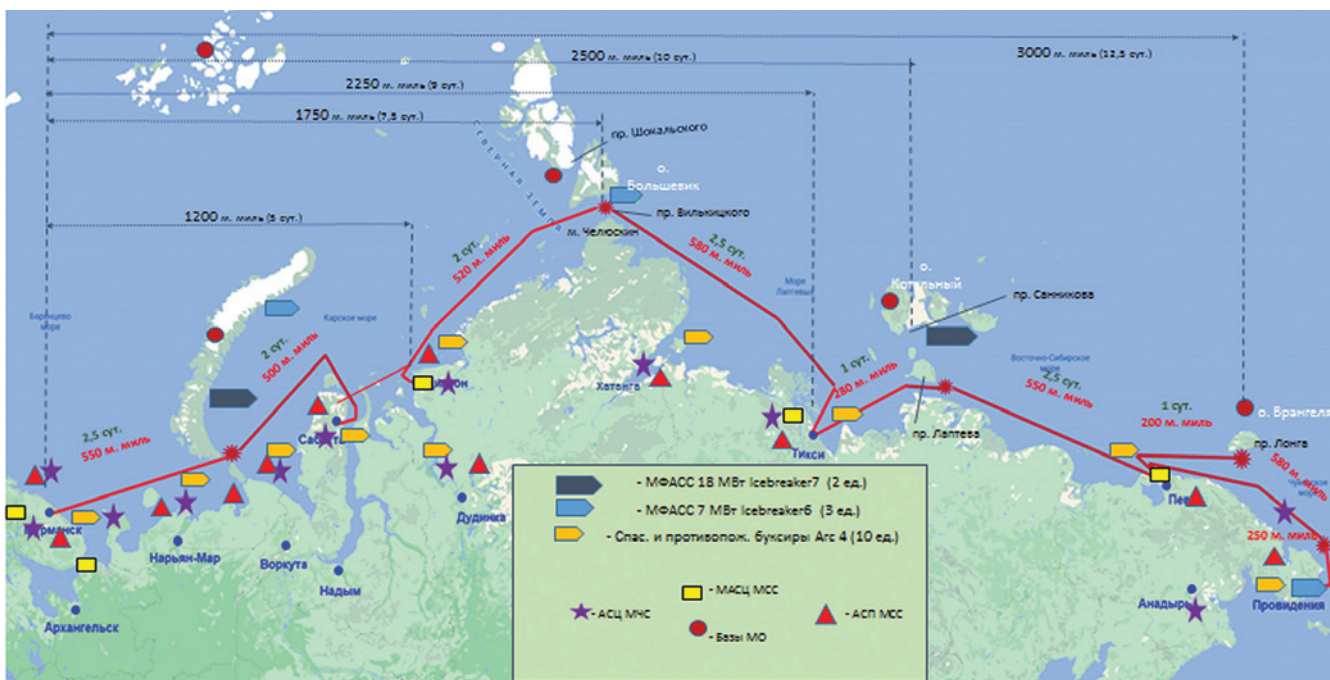 3000 м. миль (12,5 сут.)
2500 м. миль (10 сут.)
2250 м. миль (9 сут.)
1750 м. миль (7,5 сут.)
пр. Шокальского
СЕВЕРНАЯ ЗЕМЛЯ
о.
Большевик
1200 м. миль (5 сут.)
пр. Вилькицкого
м. Челюскин
2 сут.
520 м. миль
2,5 сут.
580 м. миль
Море
Лаптевых
о.
Котельный
пр. Санникова
Баренцево
море
Карское море
2 сут.
500 м. миль
Восточно-Сибирское
море
1 сут.
280 м. миль
2,5 сут.
550 м. миль
1 сут.
200 м. миль
о. Врангеля
пр. Лонга
580 м. миль
Хатанга
2,5 сут.
550 м. миль
пр. Лаптева
Тикси
250 м. миль
Дудинка
Нарьян-Мар
Воркута
Надым
Архангельск
Анадырь
Провидения
- МФАСС 18 МВт Icebreaker7 (2 ед.)
- МФАСС 7 МВт Icebreaker6 (3 ед.)
- Спас. и противопож. буксиры Arc 4 (10 ед.)
- МАСЦ МСС
- АСЦ МЧС
- АСП МСС
- Базы МО